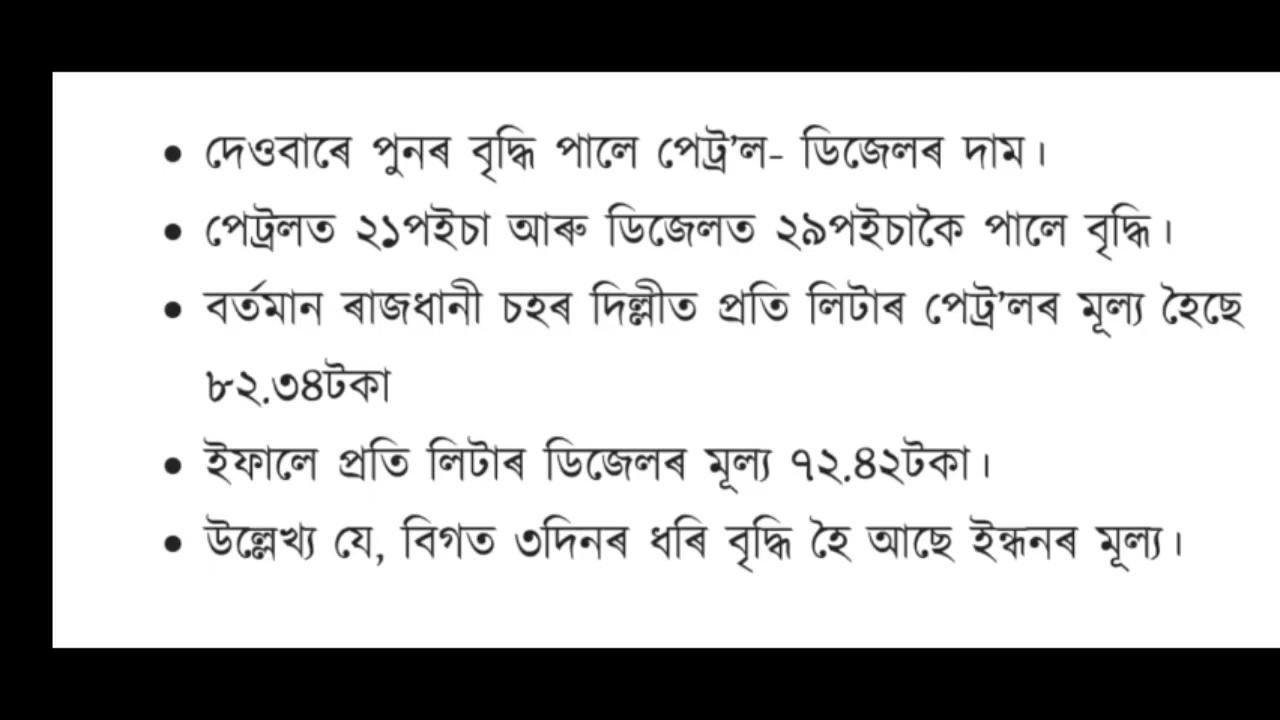 • দেওবাৰে পুনৰ বৃদ্ধি পালে পেট্ৰ’ল- ডিজেলৰ দাম।
• পেট্ৰলত ২১পইচা আৰু ডিজেলত ২৯পইচাকৈ পালে বৃদ্ধি।
• বৰ্তমান ৰাজধানী চহৰ দিল্লীত প্ৰতি লিটাৰ পেট্ৰ’লৰ মূল্য হৈছে
৮২.৩৪টকা
• ইফালে প্ৰতি লিটাৰ ডিজেলৰ মূল্য ৭২.৪২টকা।
• উল্লেখ্য যে, বিগত ৩দিনৰ ধৰি বৃদ্ধি হৈ আছে ইন্ধনৰ মূল্য।